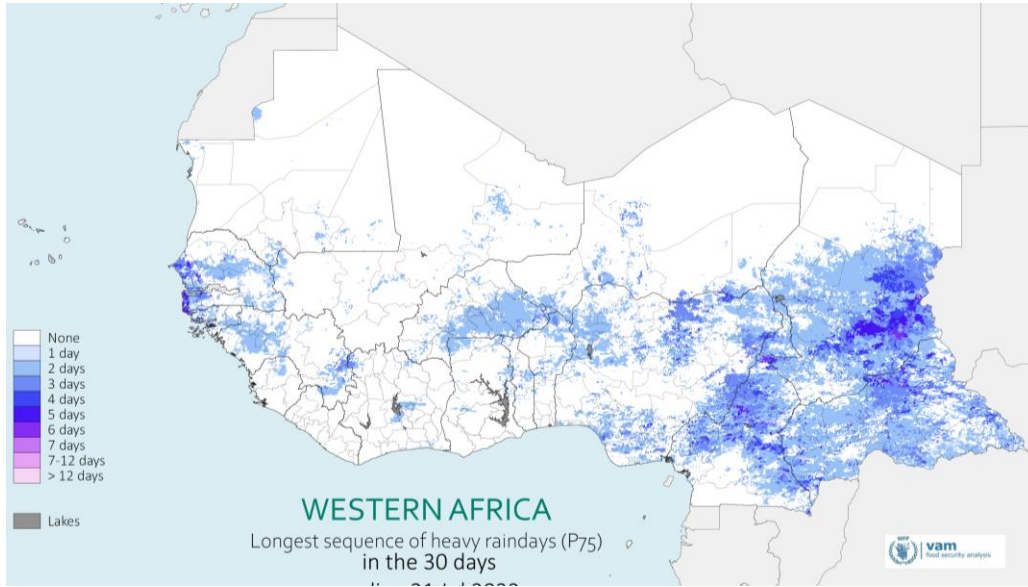 None
1 day
2 days
3 days
4 days
5 days
6 days
7 days
7-12 days
> 12 days
Lakes
WESTERN AFRICA
Longest sequence of heavy raindays (P75)
in the 30 days
WFP
vam
food security analysis